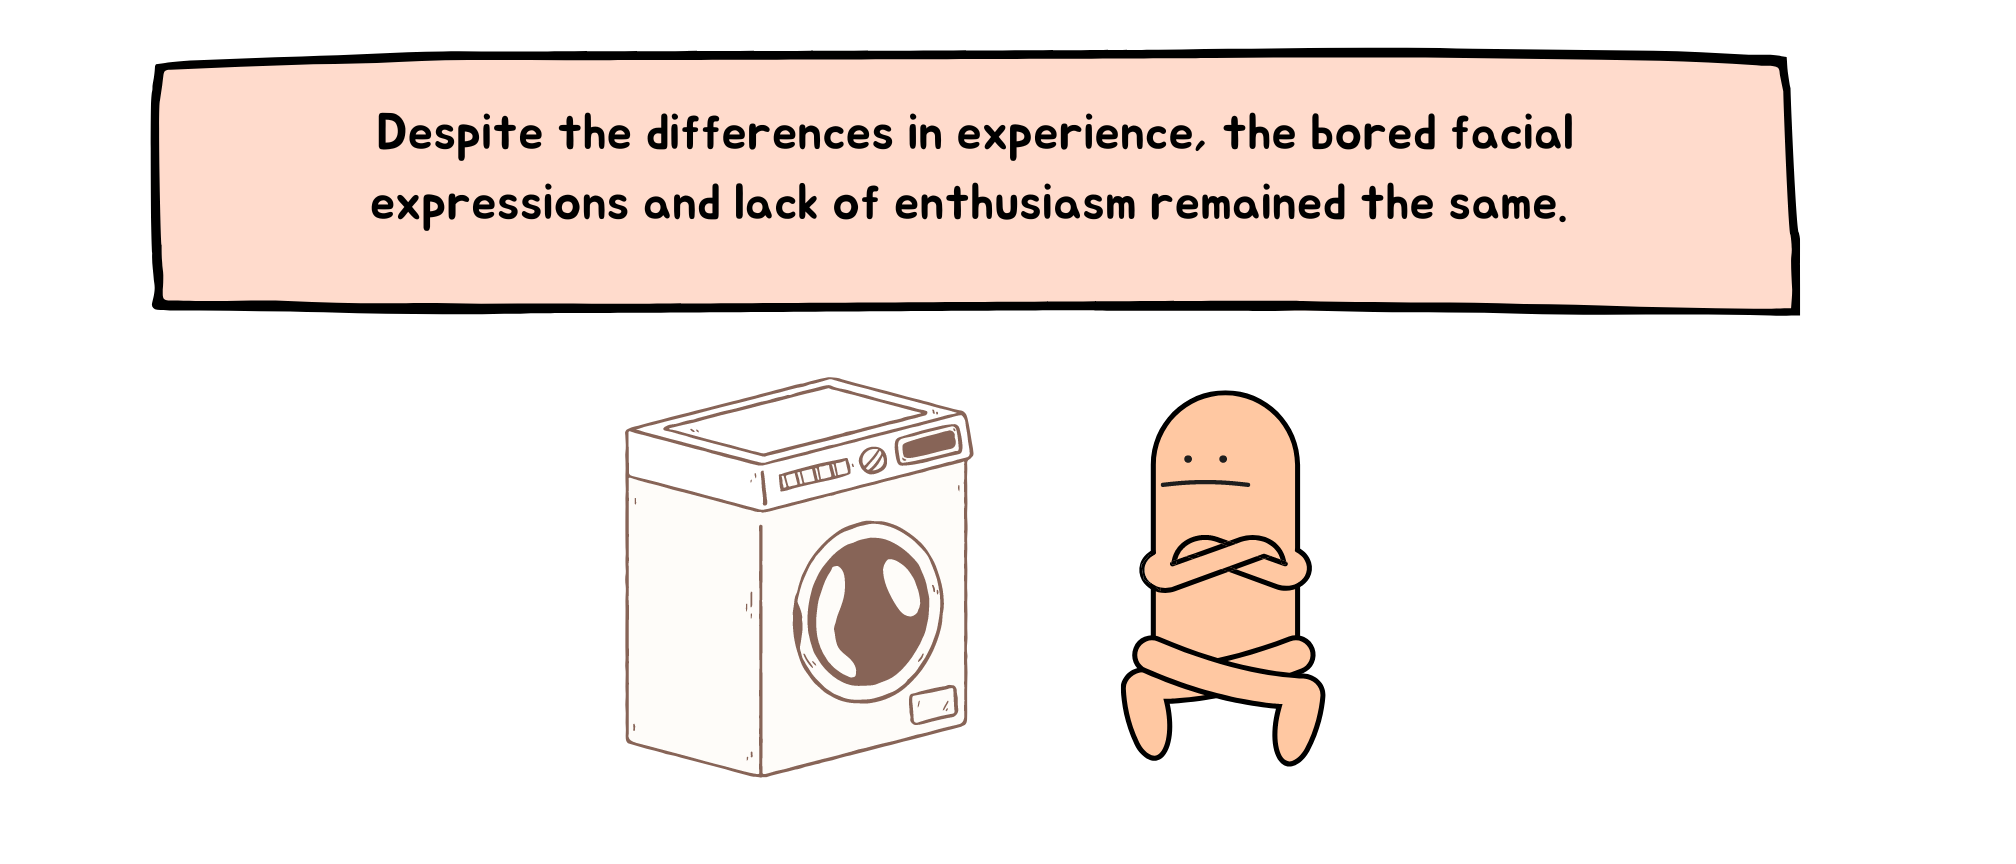 Despite the differences in experience, the bored facial
expressions and lack of enthusiasm remained the same.